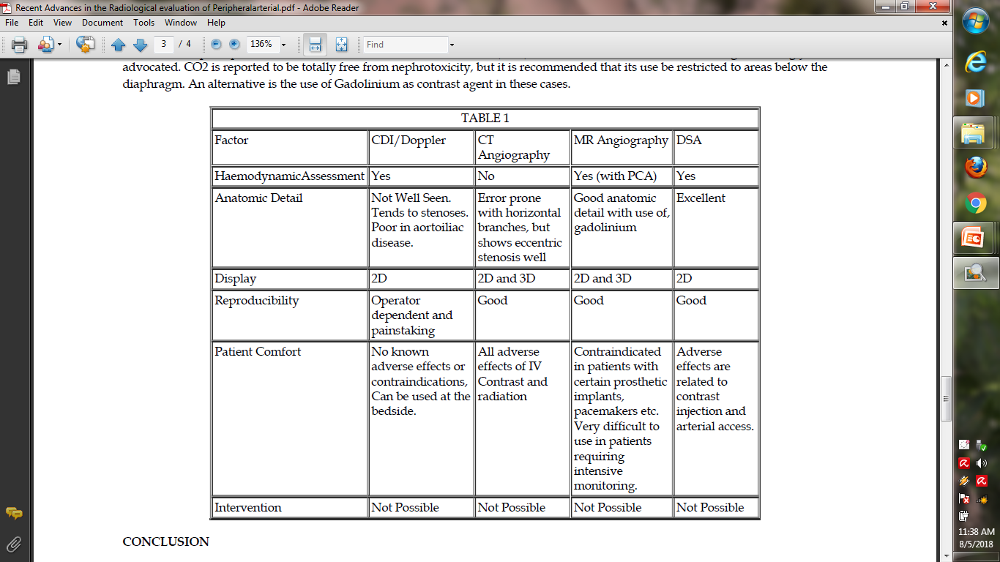 Recent Advances in the Radiological evaluation of Peripheralarterial.pdf - Adobe Reader
File Edit View Document Tools Window Help
3 / 4 136% Find
advocated. CO2 is reported to be totally free from nephrotoxicity, but it is recommended that its use be restricted to areas below the
diaphragm. An alternative is the use of Gadolinium as contrast agent in these cases.
TABLE 1
Factor
CDI/Doppler
CT
Angiography
MR Angiography
DSA
HaemodynamicAssessment
Yes
No
Yes (with PCA)
Yes
Anatomic Detail
Not Well Seen.
Tends to stenoses.
Poor in aortoiliac
disease.
Error prone
with horizontal
branches, but
shows eccentric
stenosis well
Good anatomic
detail with use of,
gadolinium
Excellent
Display
2D
2D and 3D
2D and 3D
2D
Reproducibility
Operator
dependent and
painstaking
Good
Good
Good
Patient Comfort
No known
adverse effects or
contraindications,
Can be used at the
bedside.
All adverse
effects of IV
Contrast and
radiation
Contraindicated
in patients with
certain prosthetic
implants,
pacemakers etc.
Very difficult to
use in patients
requiring
intensive
monitoring.
Adverse
effects are
related to
contrast
injection and
arterial access.
Intervention
Not Possible
Not Possible
Not Possible
Not Possible
CONCLUSION
11:38 AM
8/5/2018